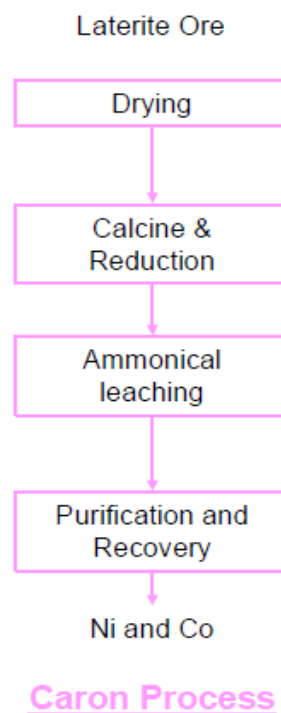 Laterite Ore
Drying
Calcine &
Reduction
Ammonical
leaching
Purification and
Recovery
Ni and Co
Caron Process